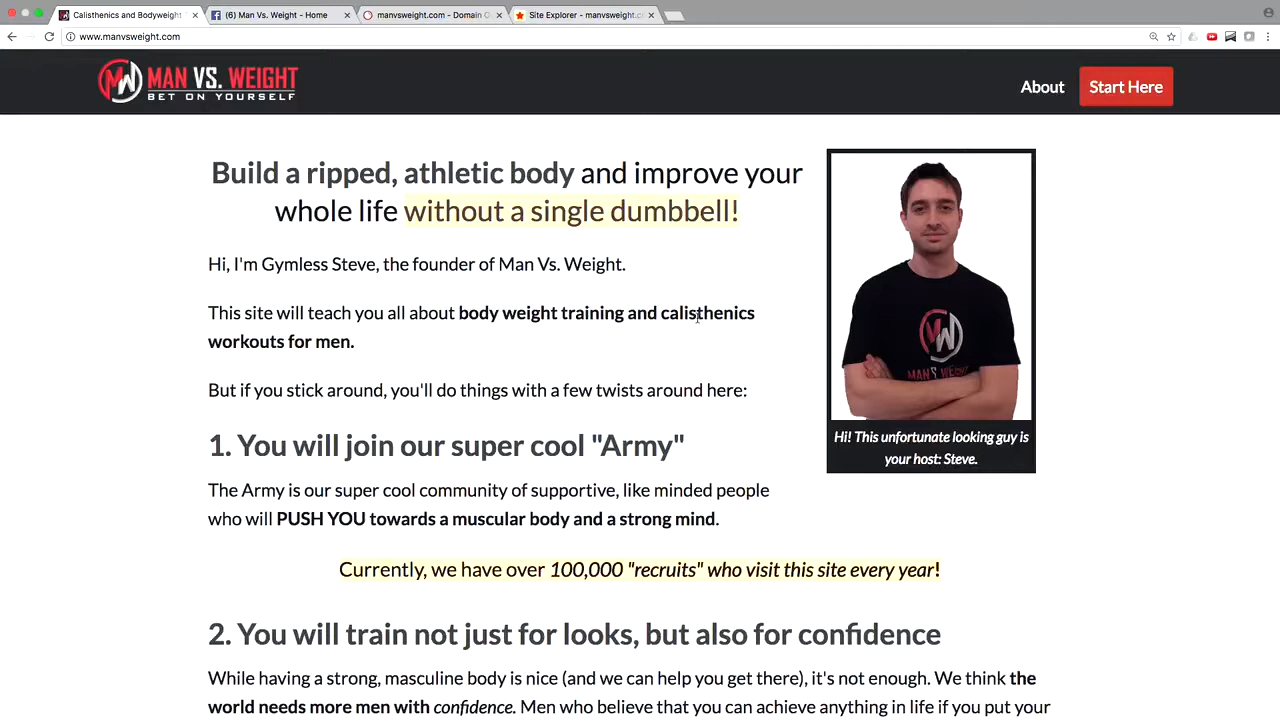 Calisthenics and Bodyweight
(6) Man Vs. Weight - Home
manvsweight.com - Domain O
Site Explorer - manvsweight.c
www.manvsweight.com
MW MAN VS. WEIGHT
BET ON YOURSELF
About
Start Here
Build a ripped, athletic body and improve your
whole life without a single dumbbell!
Hi, I'm Gymless Steve, the founder of Man Vs. Weight.
This site will teach you all about body weight training and calisthenics
workouts for men.
But if you stick around, you'll do things with a few twists around here:
MW
MAN VS WEIGHT
Hi! This unfortunate looking guy is
your host: Steve.
1. You will join our super cool "Army"
The Army is our super cool community of supportive, like minded people
who will PUSH YOU towards a muscular body and a strong mind.
Currently, we have over 100,000 "recruits" who visit this site every year!
2. You will train not just for looks, but also for confidence
While having a strong, masculine body is nice (and we can help you get there), it's not enough. We think the
world needs more men with confidence. Men who believe that you can achieve anything in life if you put your